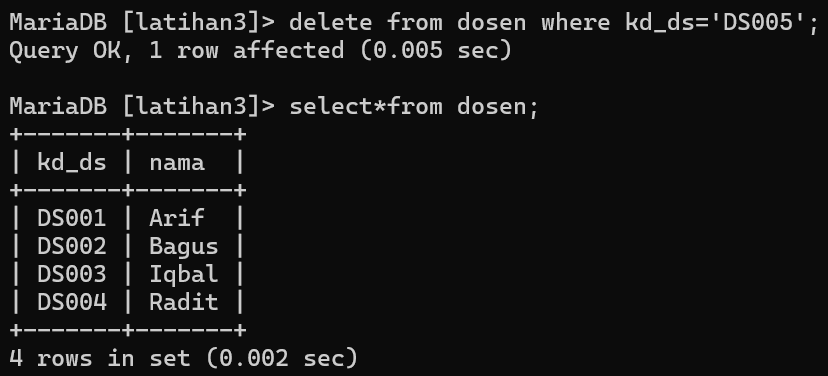 MariaDB [latihan3]> delete from dosen where kd_ds='DS005';
Query OK, 1 row affected (0.005 sec)
MariaDB [latihan3]> select*from dosen;
+-------+-------+
| kd_ds | nama  |
+-------+-------+
| DS001 | Arif  |
| DS002 | Bagus |
| DS003 | Iqbal |
| DS004 | Radit |
+-------+-------+
4 rows in set (0.002 sec)